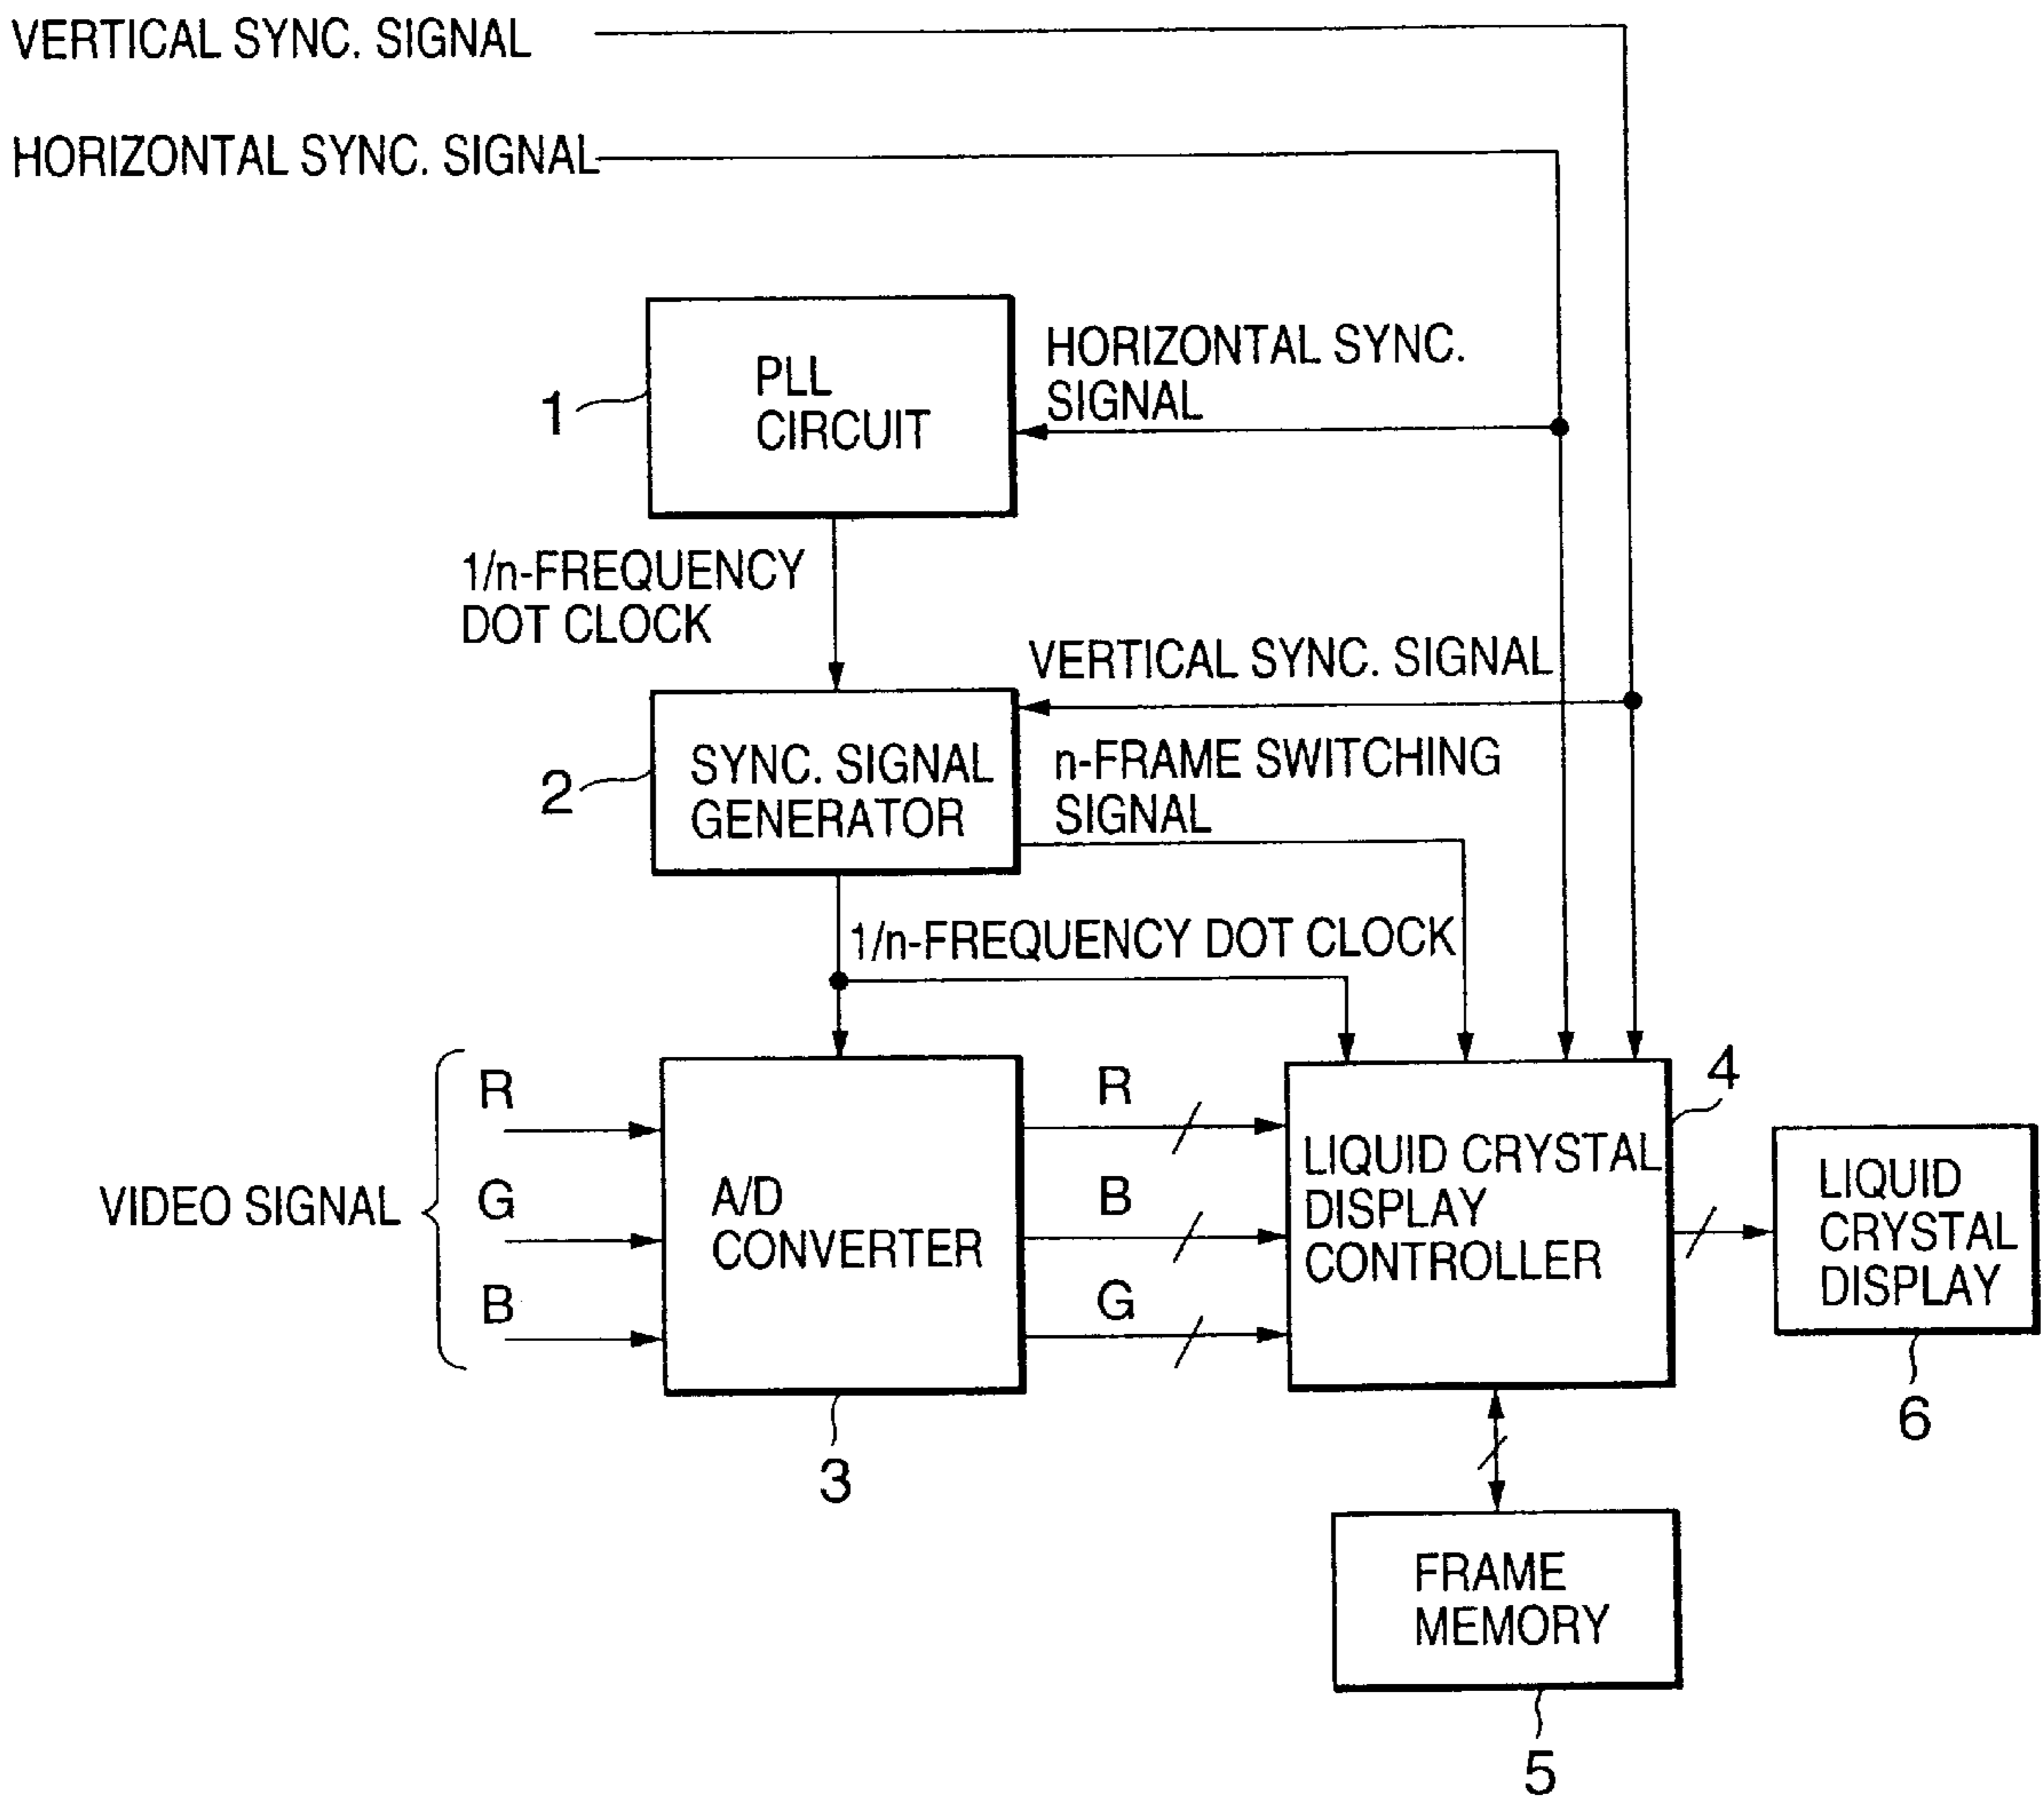 VERTICAL SYNC. SIGNAL
HORIZONTAL SYNC. SIGNAL
PLL
CIRCUIT
1
HORIZONTAL SYNC.
SIGNAL
1/n-FREQUENCY
DOT CLOCK
VERTICAL SYNC. SIGNAL
2
SYNC. SIGNAL
GENERATOR
n-FRAME SWITCHING
SIGNAL
1/n-FREQUENCY DOT CLOCK
VIDEO SIGNAL
R
G
B
A/D
CONVERTER
3
R
B
G
LIQUID CRYSTAL
DISPLAY
CONTROLLER
4
LIQUID
CRYSTAL
DISPLAY
6
FRAME
MEMORY
5